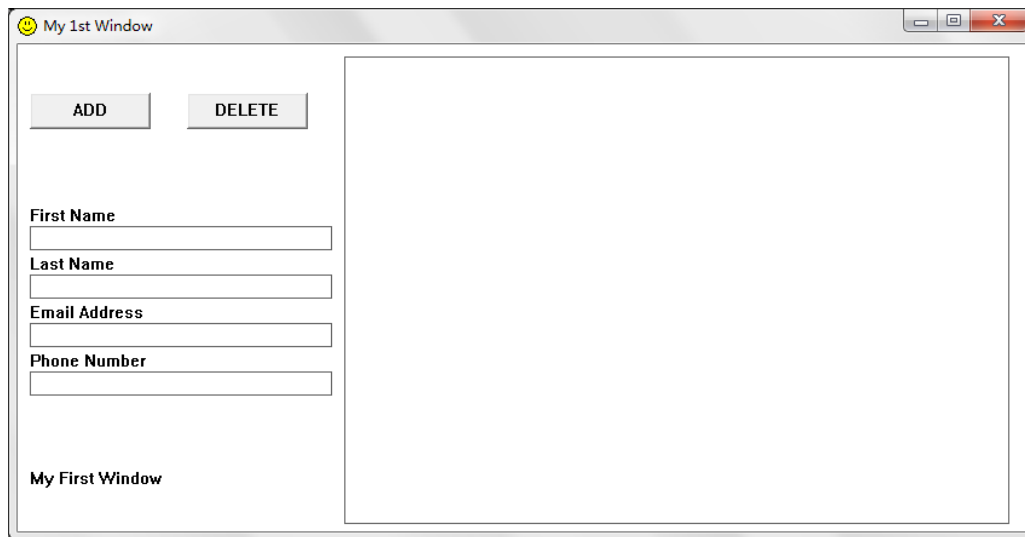 My 1st Window
ADD DELETE
First Name
Last Name
Email Address
Phone Number
My First Window